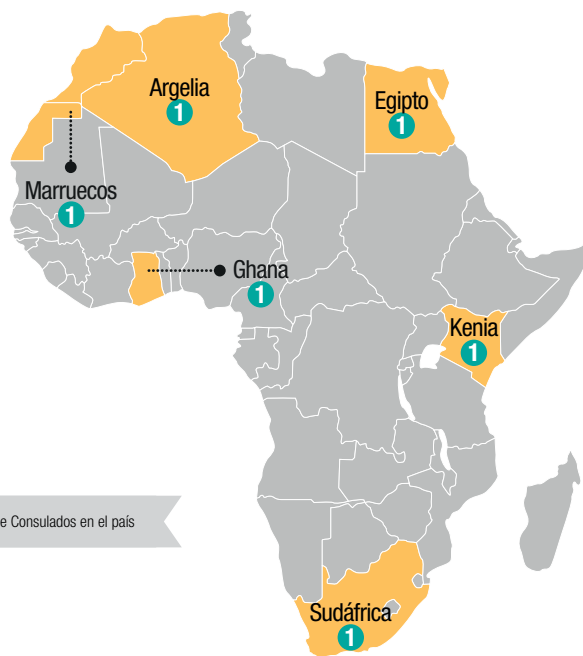 Argelia
1
Egipto
1
Marruecos
1
Ghana
1
Kenia
1
e Consulados en el país
Sudáfrica
1